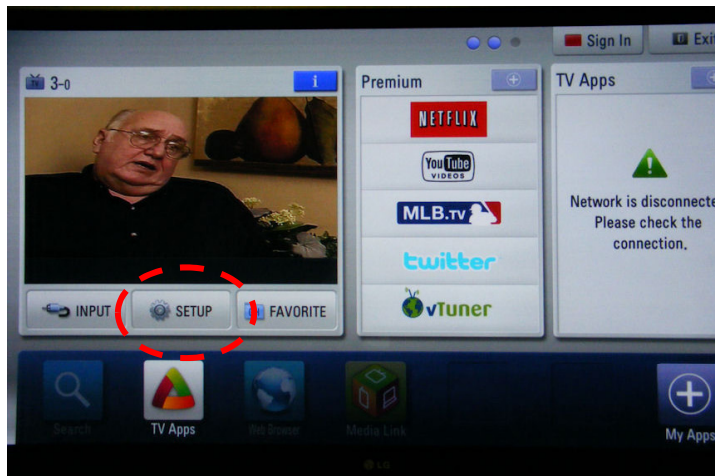 Sign In
Exi
3-0
i
Premium
TV Apps
NETFLIX
YouTube
VIDEOS
MLB.TV
twitter
vTuner
Network is disconnecte
Please check the
connection.
INPUT
SETUP
FAVORITE
Search
TV Apps
Web Browser
Media Link
My Apps
LG